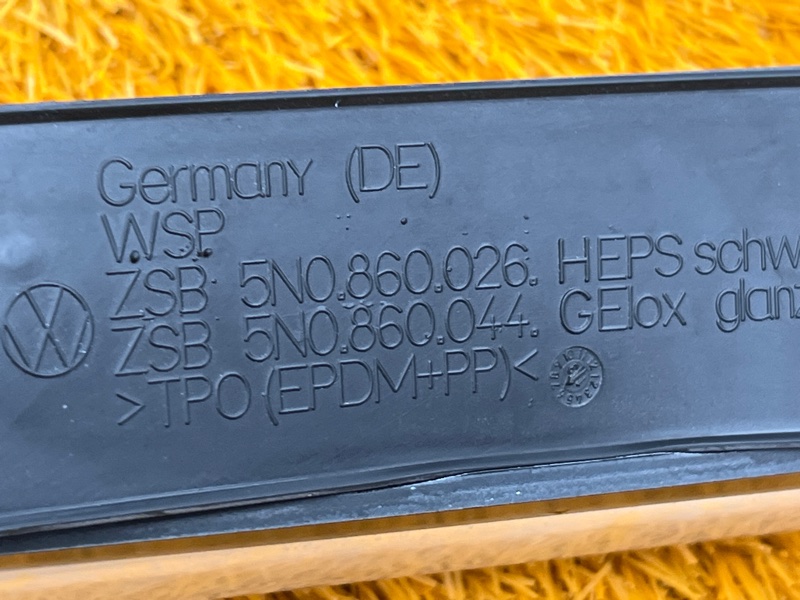 Germany (DE)
WSP
ZSB 5N0.860.026. HEPS schw
ZSB 5N0.860.044. GElox glanz
>TPO(EPDM+PP)<